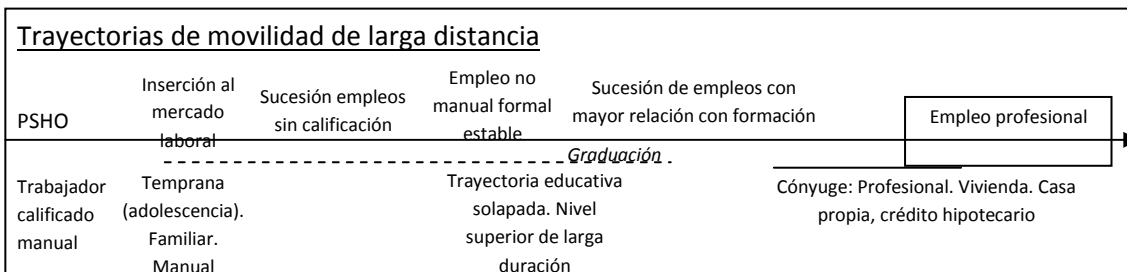 Trayectorias de movilidad de larga distancia
PSHO
Inserción al
mercado
laboral
Sucesión empleos
sin calificación
Empleo no
manual formal
estable
Sucesión de empleos con
mayor relación con formación
Empleo profesional
Graduación
Trabajador
calificado
manual
Temprana
(adolescencia).
Familiar.
Manual
Trayectoria educativa
solapada. Nivel
superior de larga
duración
Cónyuge: Profesional. Vivienda. Casa
propia, crédito hipotecario